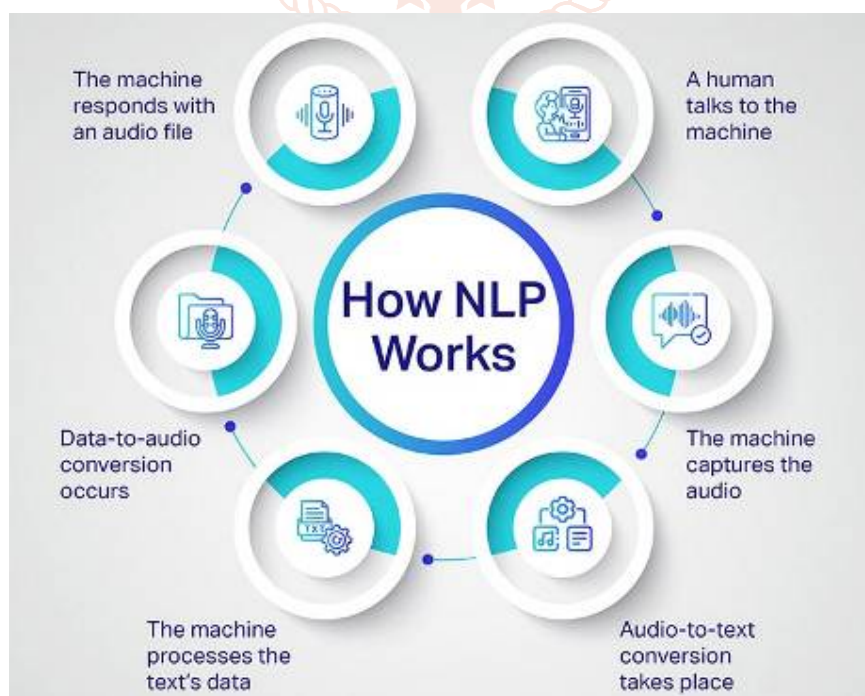 How NLP
Works
A human
talks to the
machine
The machine
captures the
audio
Audio-to-text
conversion
takes place
The machine
processes the
text's data
TXT
Data-to-audio
conversion
occurs
The machine
responds with
an audio file